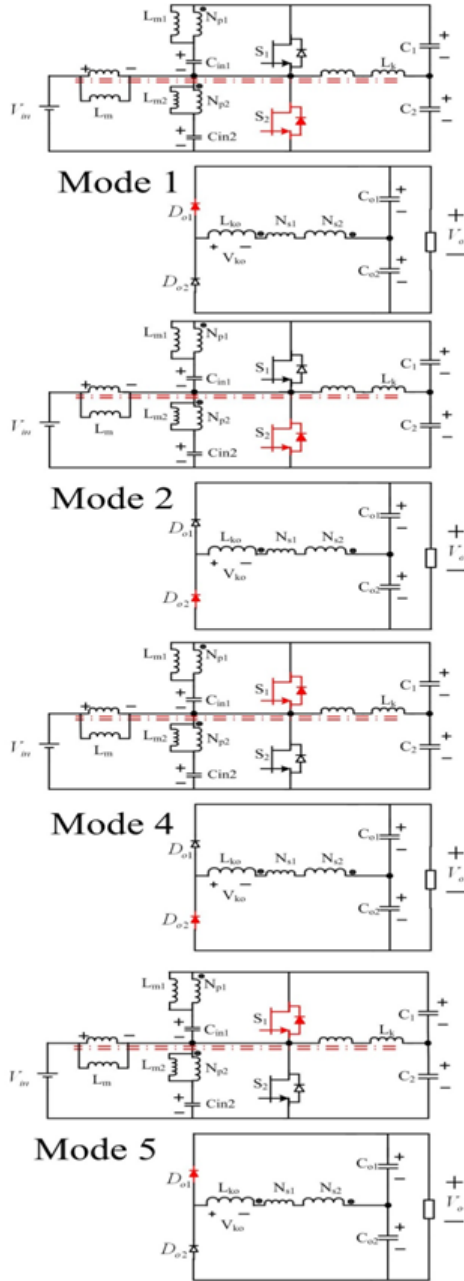 Lm1 Np1
S1 C1
Cin1
+ − Lk
Vin Lm Lm2 Np2 C2
S2
Cin2
Mode 1
Do1 Co1
Lko Ns1 Ns2
+ Vko − Vo
Do2 Co2
Lm1 Np1
S1 C1
Cin1
+ − Lk
Vin Lm Lm2 Np2 C2
S2
Cin2
Mode 2
Do1 Co1
Lko Ns1 Ns2
+ Vko − Vo
Do2 Co2
Lm1 Np1
S1 C1
Cin1
+ − Lk
Vin Lm Lm2 Np2 C2
S2
Cin2
Mode 4
Do1 Co1
Lko Ns1 Ns2
+ Vko − Vo
Do2 Co2
Lm1 Np1
S1 C1
Cin1
+ − Lk
Vin Lm Lm2 Np2 C2
S2
Cin2
Mode 5
Do1 Co1
Lko Ns1 Ns2
+ Vko − Vo
Do2 Co2